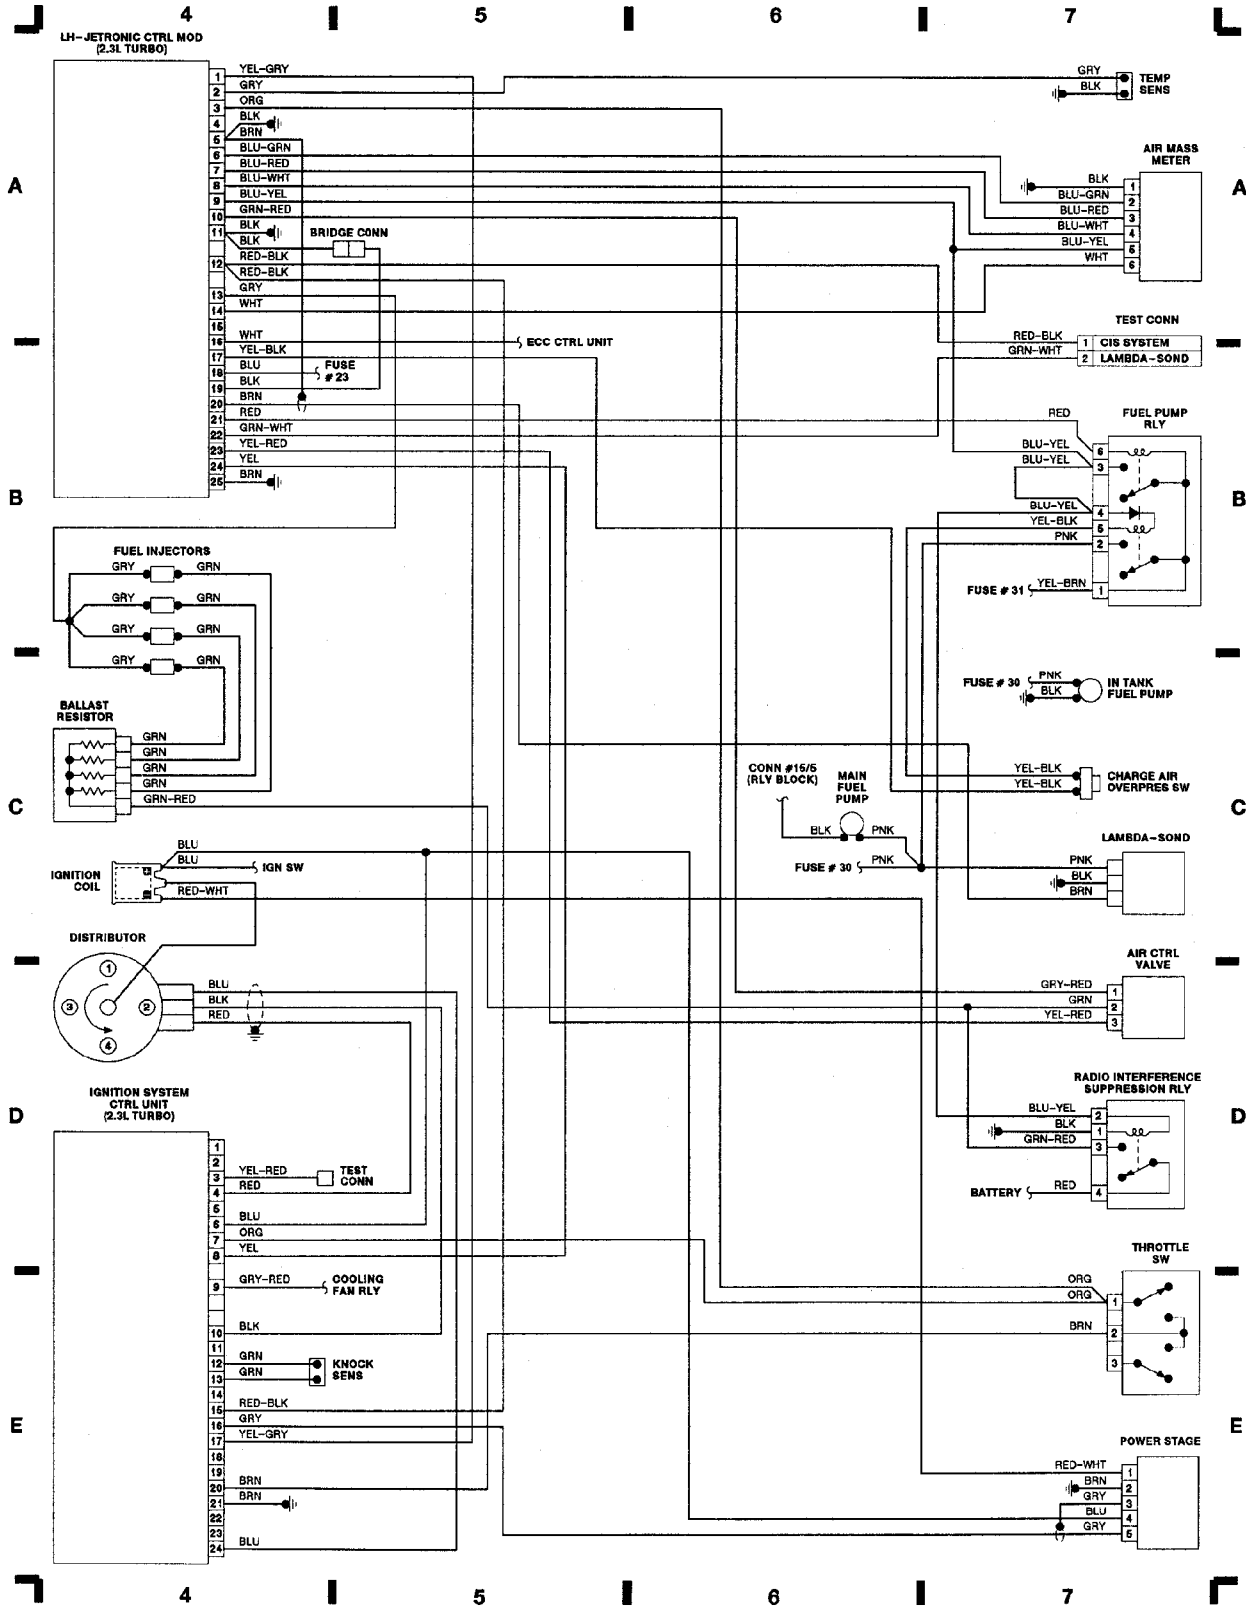 4 5 6 7
LH-JETRONIC CTRL MOD
(2.3L TURBO)
1 YEL-GRY
2 GRY
3 ORG
4 BLK
5 BRN
6 BLU-GRN
7 BLU-RED
8 BLU-WHT
9 BLU-YEL
10 GRN-RED
11 BLK
BLK
BRIDGE CONN
12 RED-BLK
RED-BLK
13 GRY
14 WHT
15
16 WHT
ECC CTRL UNIT
17 YEL-BLK
18 BLU
FUSE
# 23
19 BLK
20 BRN
21 RED
22 GRN-WHT
23 YEL-RED
24 YEL
25 BRN
GRY
BLK
TEMP
SENS
AIR MASS
METER
BLK 1
BLU-GRN 2
BLU-RED 3
BLU-WHT 4
BLU-YEL 5
WHT 6
A A
TEST CONN
RED-BLK 1 CIS SYSTEM
GRN-WHT 2 LAMBDA-SOND
FUEL PUMP
RLY
RED
BLU-YEL 6
BLU-YEL 3
BLU-YEL 4
YEL-BLK 5
PNK 2
FUSE # 31 YEL-BRN 1
B B
FUEL INJECTORS
GRY GRN
GRY GRN
GRY GRN
GRY GRN
FUSE # 30 PNK
BLK
IN TANK
FUEL PUMP
BALLAST
RESISTOR
GRN
GRN
GRN
GRN
GRN-RED
CONN #15/5
(RLY BLOCK)
MAIN
FUEL
PUMP
BLK PNK
FUSE # 30 PNK
YEL-BLK
YEL-BLK
CHARGE AIR
OVERPRES SW
C C
LAMBDA-SOND
PNK
BLK
BRN
IGNITION
COIL
BLU
BLU IGN SW
RED-WHT
DISTRIBUTOR
1
3 2
4
BLU
BLK
RED
AIR CTRL
VALVE
GRY-RED 1
GRN 2
YEL-RED 3
RADIO INTERFERENCE
SUPPRESSION RLY
BLU-YEL 2
BLK 1
GRN-RED 3
BATTERY RED 4
D D
IGNITION SYSTEM
CTRL UNIT
(2.3L TURBO)
1
2
3 YEL-RED
TEST
CONN
4 RED
5
6 BLU
7 ORG
8 YEL
9 GRY-RED
COOLING
FAN RLY
10 BLK
11
12 GRN
13 GRN
KNOCK
SENS
14
15 RED-BLK
16 GRY
17 YEL-GRY
18
19
20 BRN
21 BRN
22
23
24 BLU
THROTTLE
SW
ORG
ORG 1
BRN 2
3
E E
POWER STAGE
RED-WHT 1
BRN 2
GRY 3
BLU 4
GRY 5
4 5 6 7